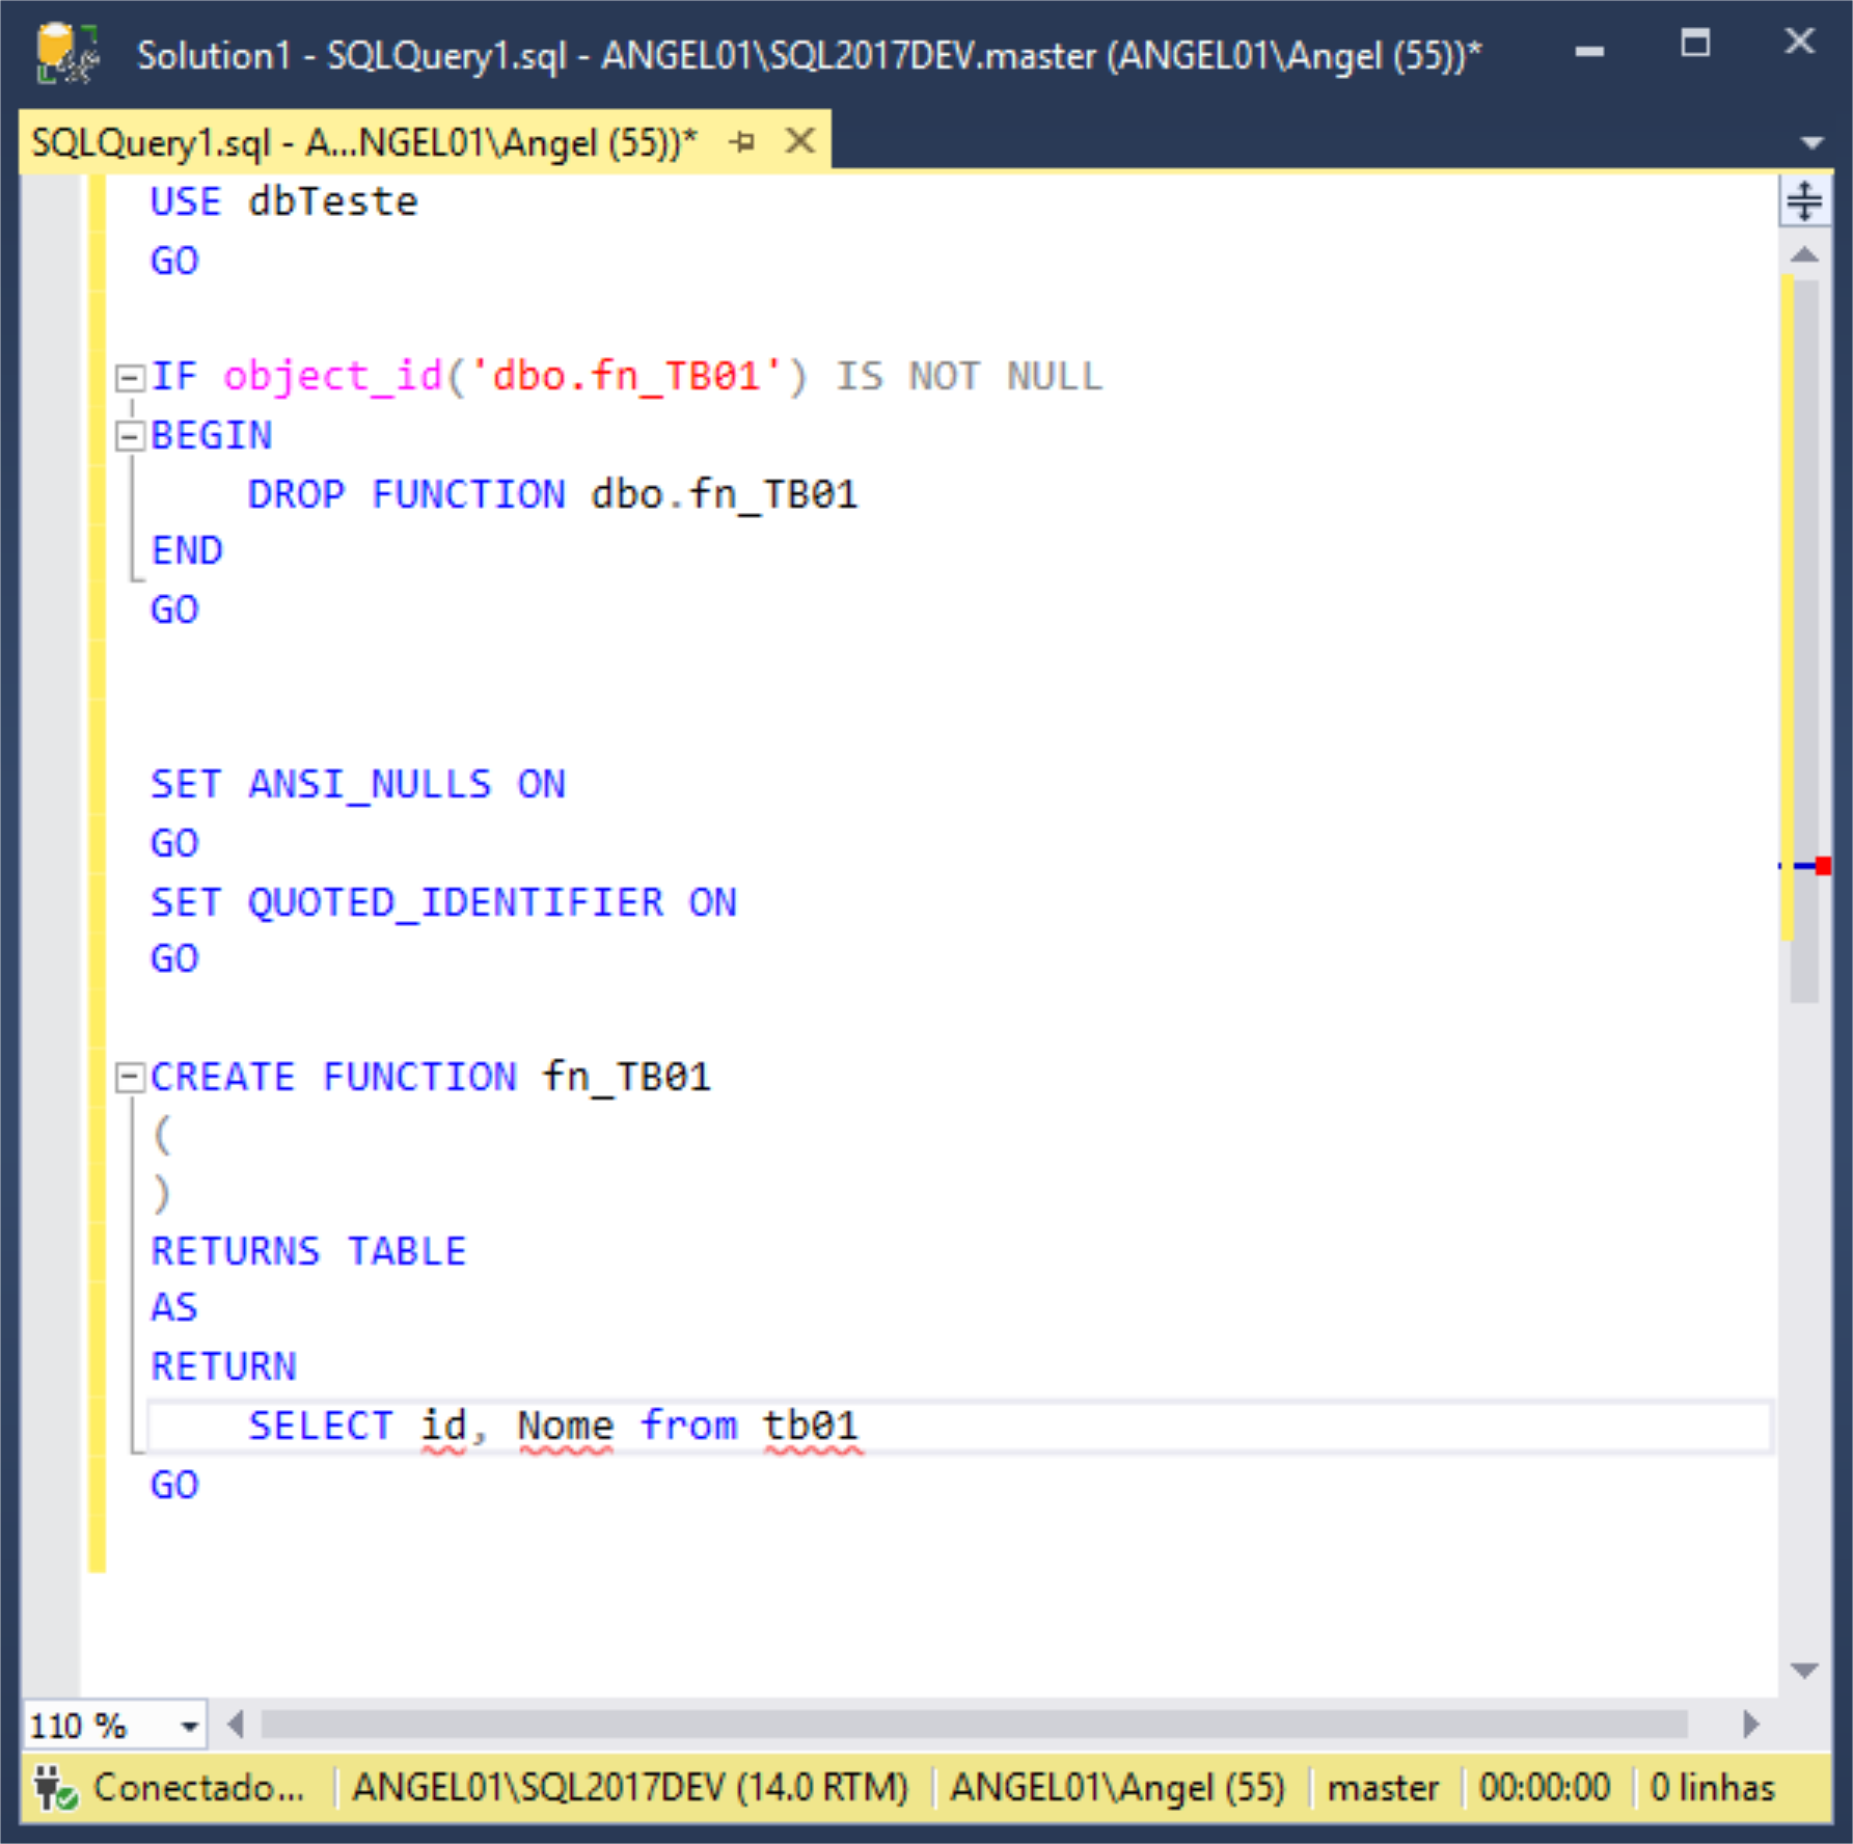 Solution1 - SQLQuery1.sql - ANGEL01\SQL2017DEV.master (ANGEL01\Angel (55))*
SQLQuery1.sql - A...NGEL01\Angel (55))*
USE dbTeste
GO
IF object_id('dbo.fn_TB01') IS NOT NULL
BEGIN
DROP FUNCTION dbo.fn_TB01
END
GO
SET ANSI_NULLS ON
GO
SET QUOTED_IDENTIFIER ON
GO
CREATE FUNCTION fn_TB01
(
)
RETURNS TABLE
AS
RETURN
SELECT id, Nome from tb01
GO
110 %
Conectado... ANGEL01\SQL2017DEV (14.0 RTM) ANGEL01\Angel (55) master 00:00:00 0 linhas